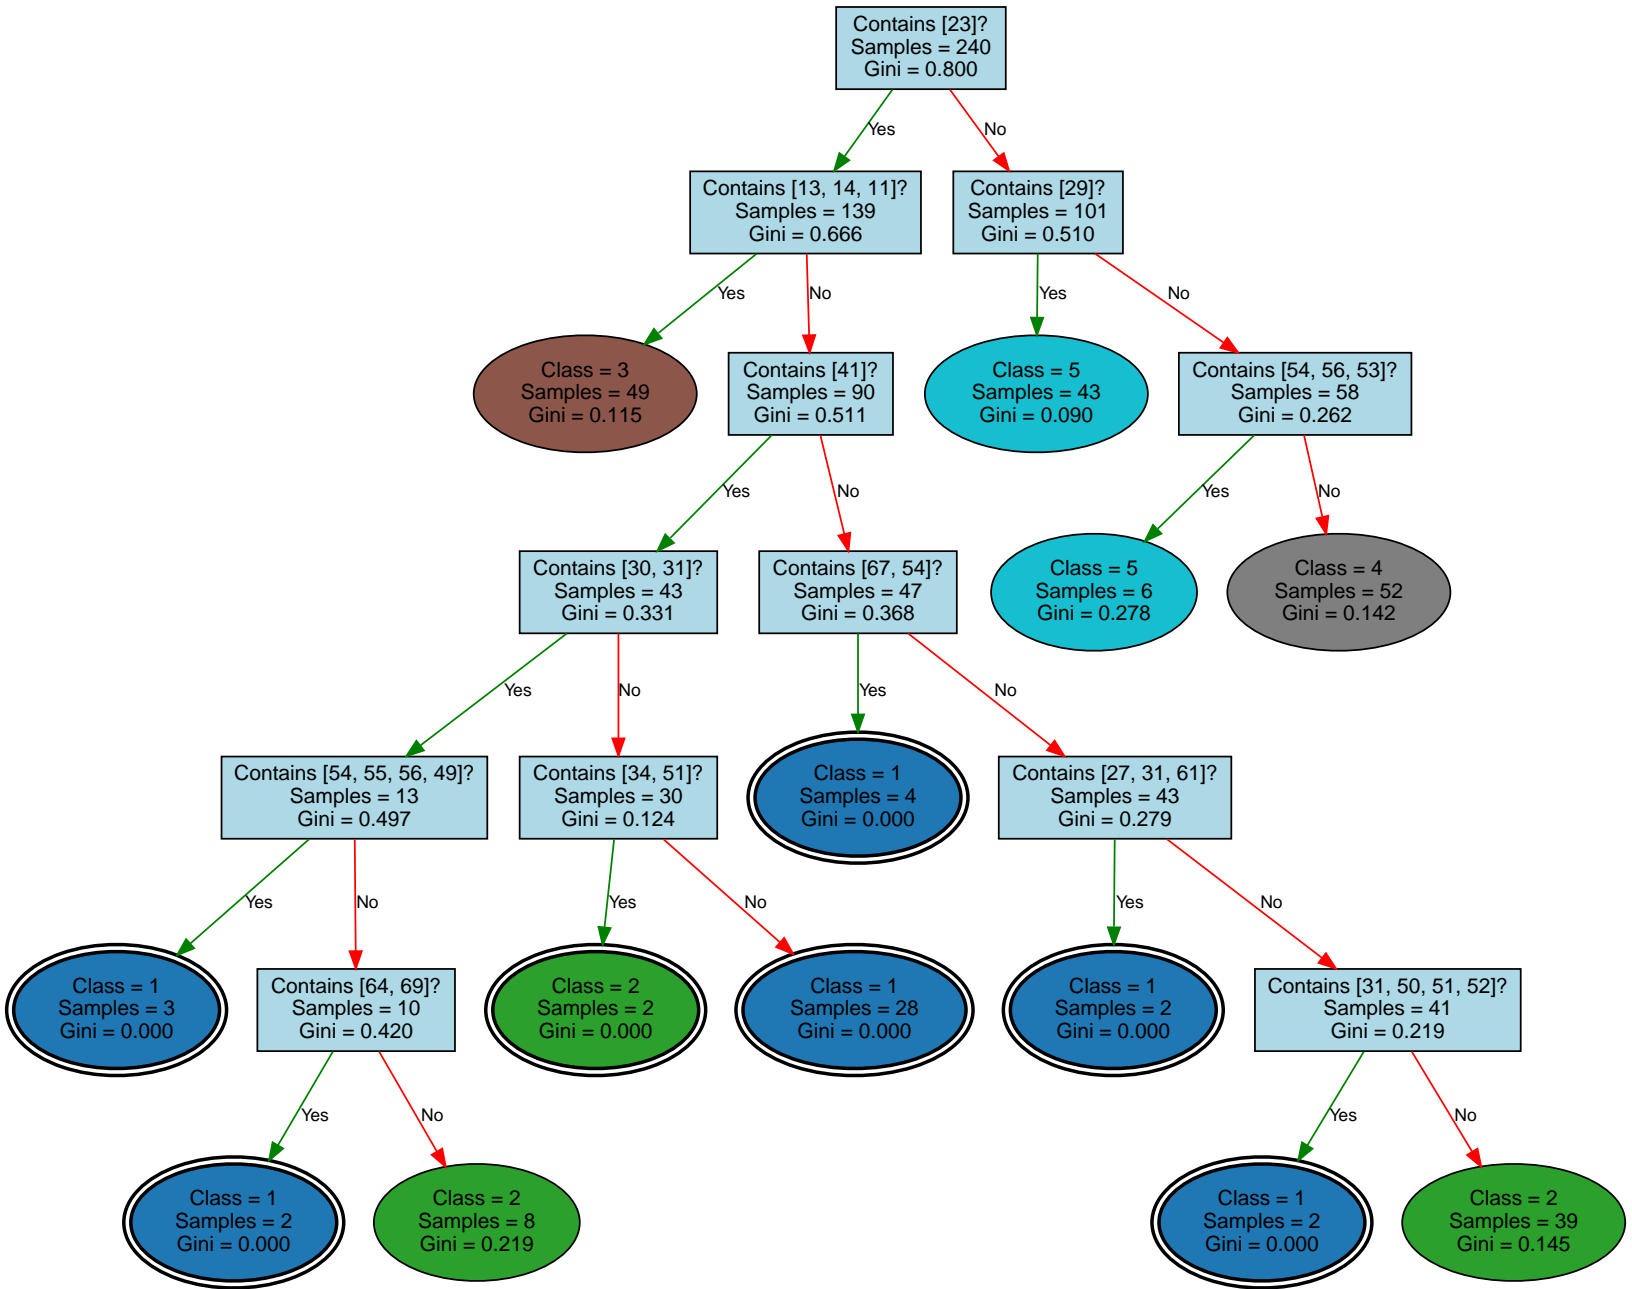 Contains [23]?
Samples = 240
Gini = 0.800
Yes
No
Contains [13, 14, 11]?
Samples = 139
Gini = 0.666
Contains [29]?
Samples = 101
Gini = 0.510
Yes
No
Yes
No
Class = 3
Samples = 49
Gini = 0.115
Contains [41]?
Samples = 90
Gini = 0.511
Class = 5
Samples = 43
Gini = 0.090
Contains [54, 56, 53]?
Samples = 58
Gini = 0.262
Yes
No
Yes
No
Contains [30, 31]?
Samples = 43
Gini = 0.331
Contains [67, 54]?
Samples = 47
Gini = 0.368
Class = 5
Samples = 6
Gini = 0.278
Class = 4
Samples = 52
Gini = 0.142
Yes
No
Yes
No
Contains [54, 55, 56, 49]?
Samples = 13
Gini = 0.497
Contains [34, 51]?
Samples = 30
Gini = 0.124
Class = 1
Samples = 4
Gini = 0.000
Contains [27, 31, 61]?
Samples = 43
Gini = 0.279
Yes
No
Yes
No
Yes
No
Class = 1
Samples = 3
Gini = 0.000
Contains [64, 69]?
Samples = 10
Gini = 0.420
Class = 2
Samples = 2
Gini = 0.000
Class = 1
Samples = 28
Gini = 0.000
Class = 1
Samples = 2
Gini = 0.000
Contains [31, 50, 51, 52]?
Samples = 41
Gini = 0.219
Yes
No
Yes
No
Class = 1
Samples = 2
Gini = 0.000
Class = 2
Samples = 8
Gini = 0.219
Class = 1
Samples = 2
Gini = 0.000
Class = 2
Samples = 39
Gini = 0.145